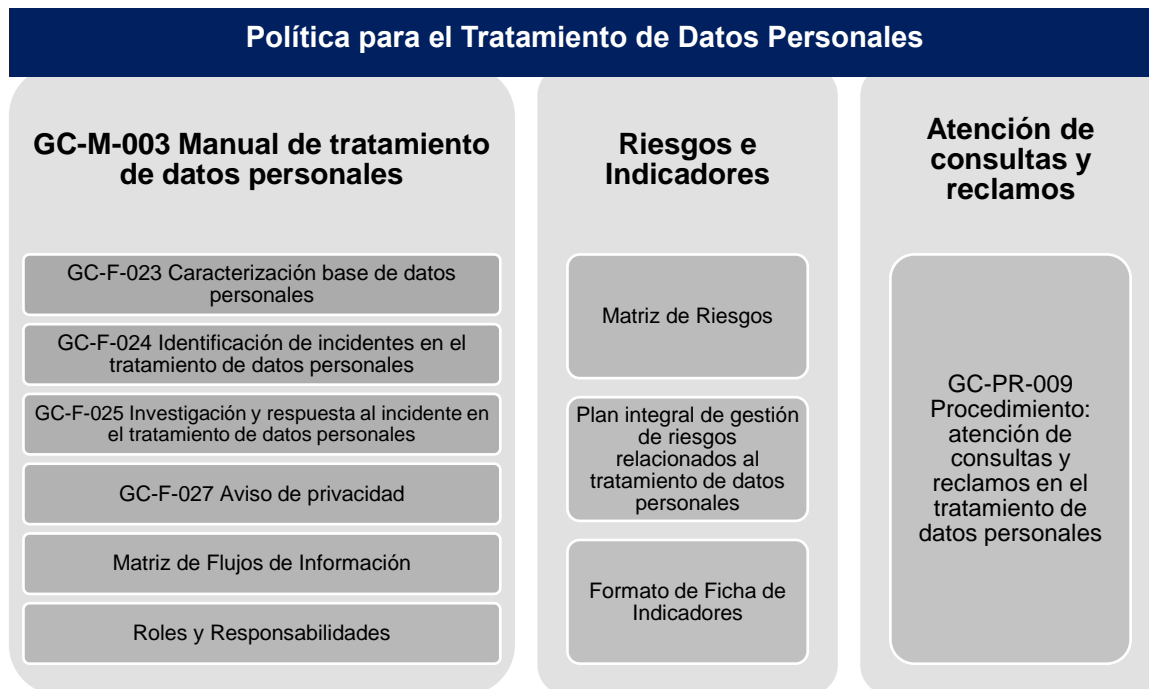 Política para el Tratamiento de Datos Personales
GC-M-003 Manual de tratamiento
de datos personales
GC-F-023 Caracterización base de datos
personales
GC-F-024 Identificación de incidentes en el
tratamiento de datos personales
GC-F-025 Investigación y respuesta al incidente en
el tratamiento de datos personales
GC-F-027 Aviso de privacidad
Matriz de Flujos de Información
Roles y Responsabilidades
Riesgos e
Indicadores
Matriz de Riesgos
Plan integral de gestión
de riesgos
relacionados al
tratamiento de datos
personales
Formato de Ficha de
Indicadores
Atención de
consultas y
reclamos
GC-PR-009
Procedimiento:
atención de
consultas y
reclamos en el
tratamiento de
datos personales